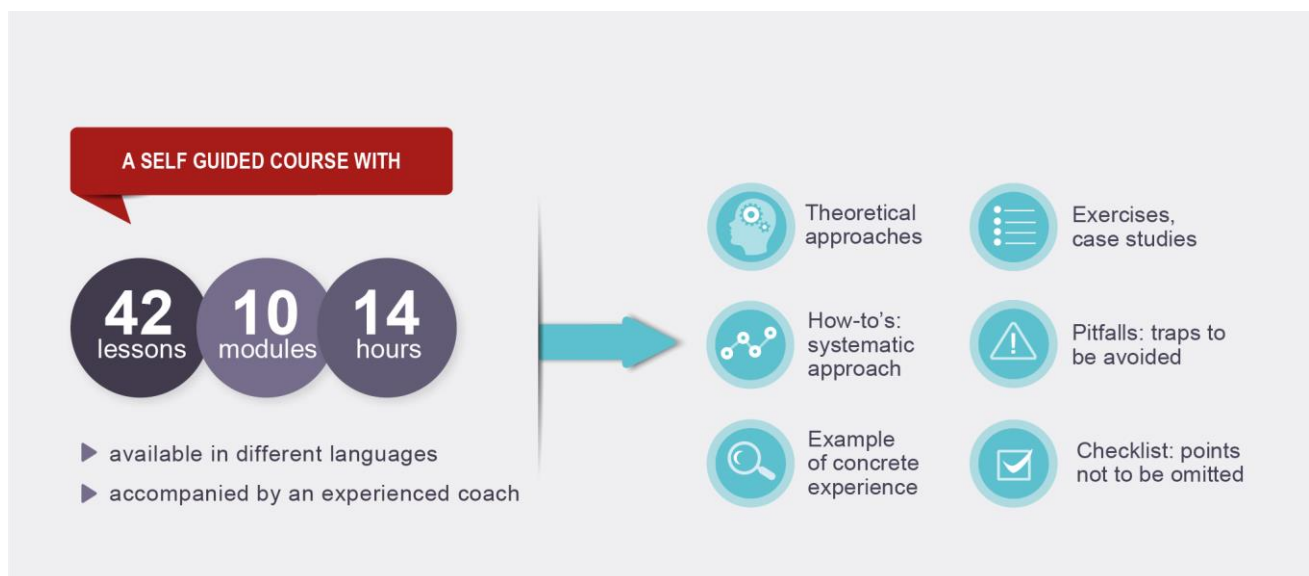 A SELF GUIDED COURSE WITH
42
lessons
10
modules
14
hours
available in different languages
accompanied by an experienced coach
Theoretical
approaches
How-to's:
systematic
approach
Example
of concrete
experience
Exercises,
case studies
Pitfalls: traps to
be avoided
Checklist: points
not to be omitted